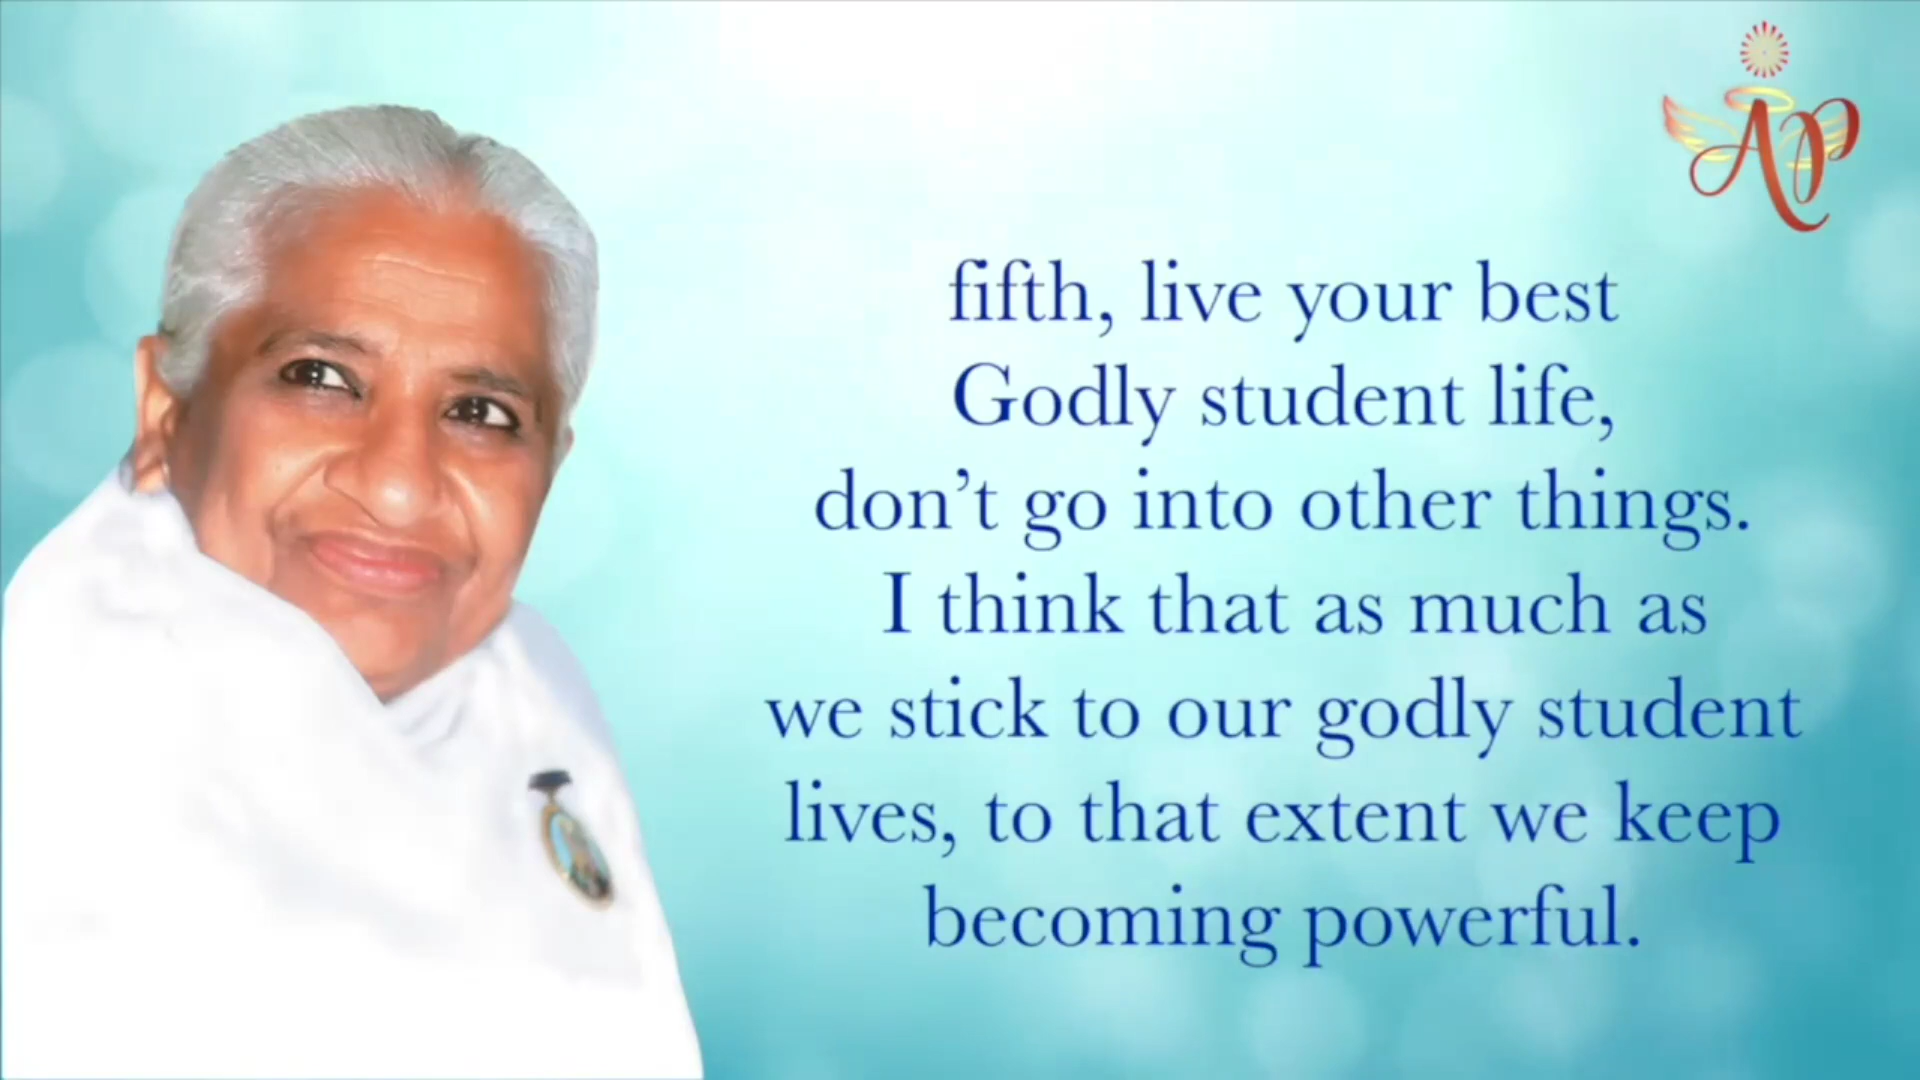 AP
fifth, live your best
Godly student life,
don't go into other things.
I think that as much as
we stick to our godly student
lives, to that extent we keep
becoming powerful.